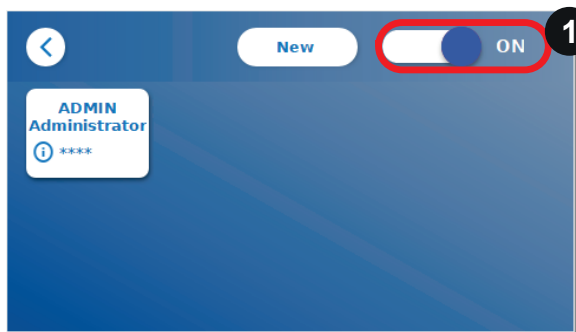 New
ON
1
ADMIN
Administrator
i ****